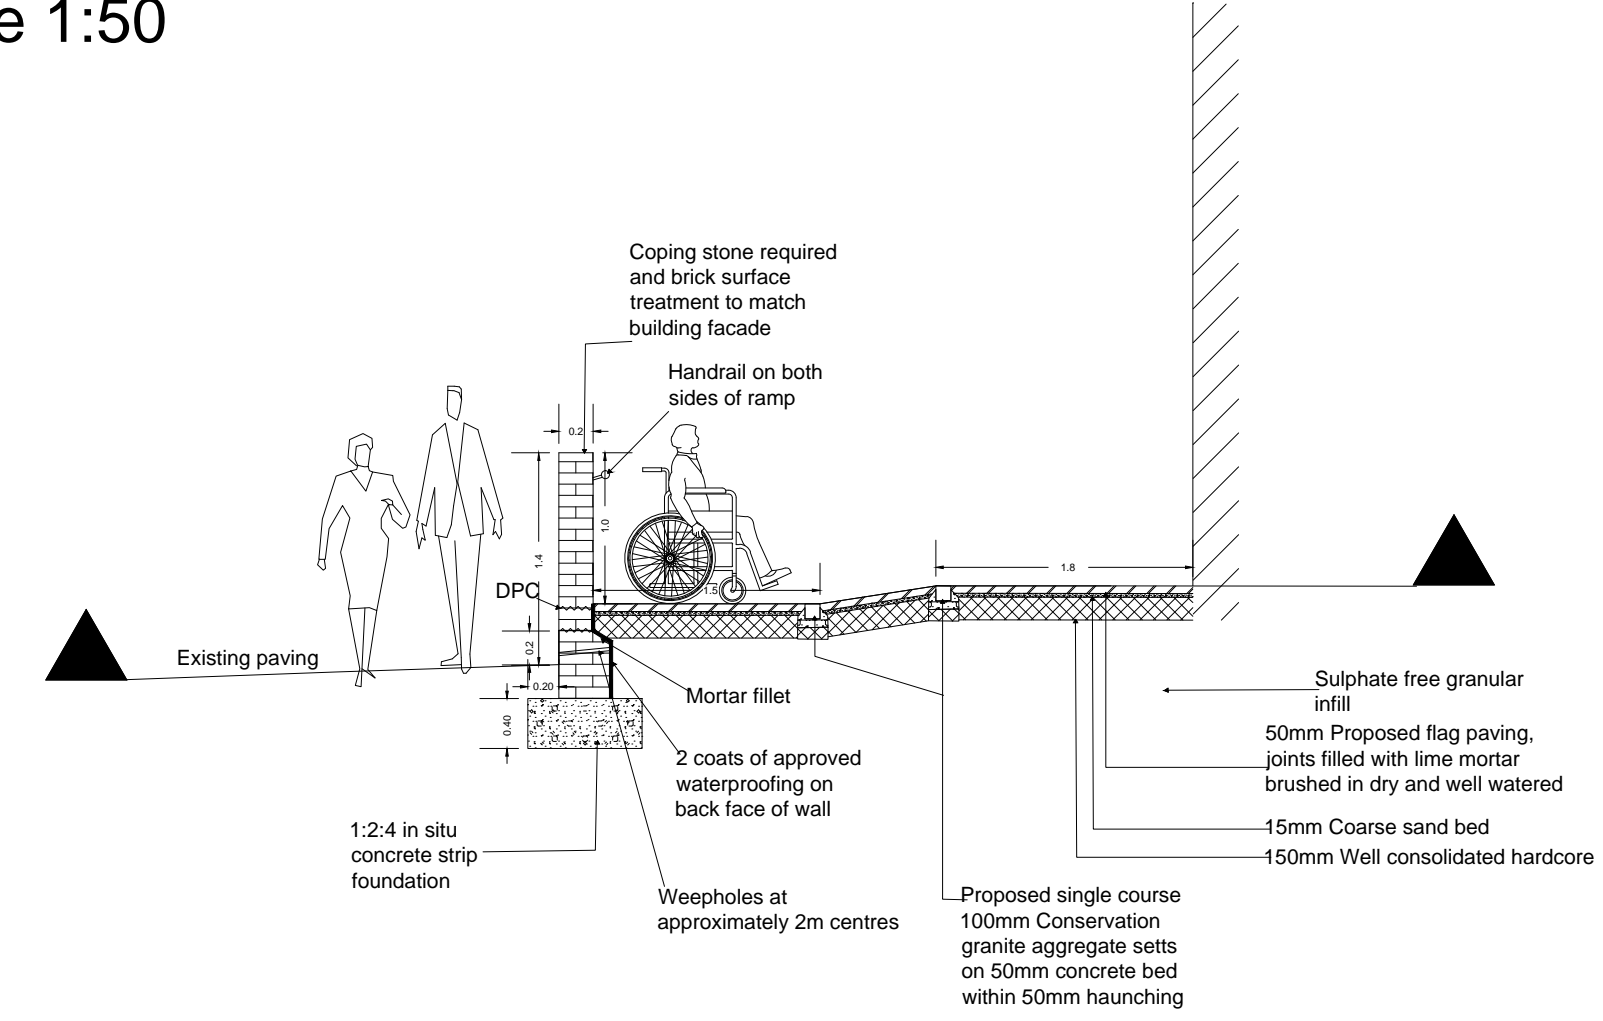 e 1:50
Coping stone required
and brick surface
treatment to match
building facade
Handrail on both
sides of ramp
0.2
1.0
1.4
DPC
1.5
1.8
0.2
Existing paving
0.20
0.40
Mortar fillet
Sulphate free granular
infill
50mm Proposed flag paving,
joints filled with lime mortar
brushed in dry and well watered
2 coats of approved
waterproofing on
back face of wall
15mm Coarse sand bed
150mm Well consolidated hardcore
1:2:4 in situ
concrete strip
foundation
Weepholes at
approximately 2m centres
Proposed single course
100mm Conservation
granite aggregate setts
on 50mm concrete bed
within 50mm haunching